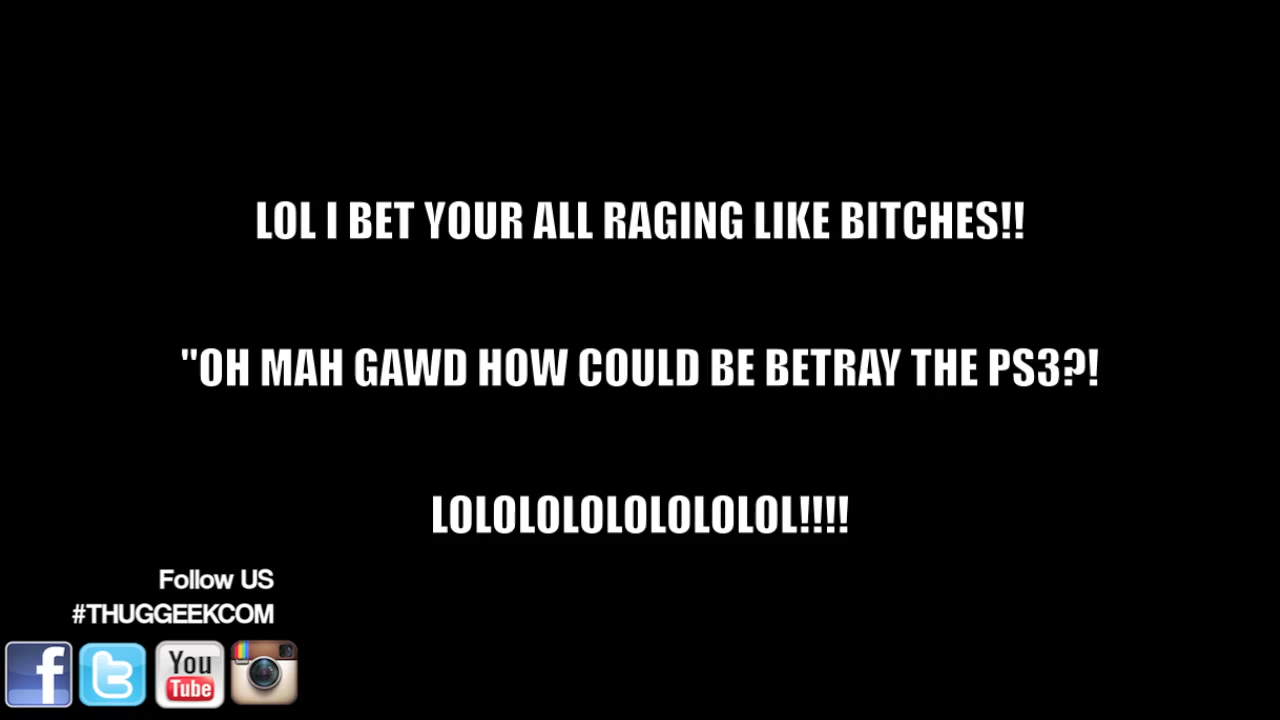 LOL I BET YOUR ALL RAGING LIKE BITCHES!!
"OH MAH GAWD HOW COULD BE BETRAY THE PS3?!
LOLOLOLOLOLOLOLOL!!!!
Follow US
#THUGGEEKCOM
You
Tube